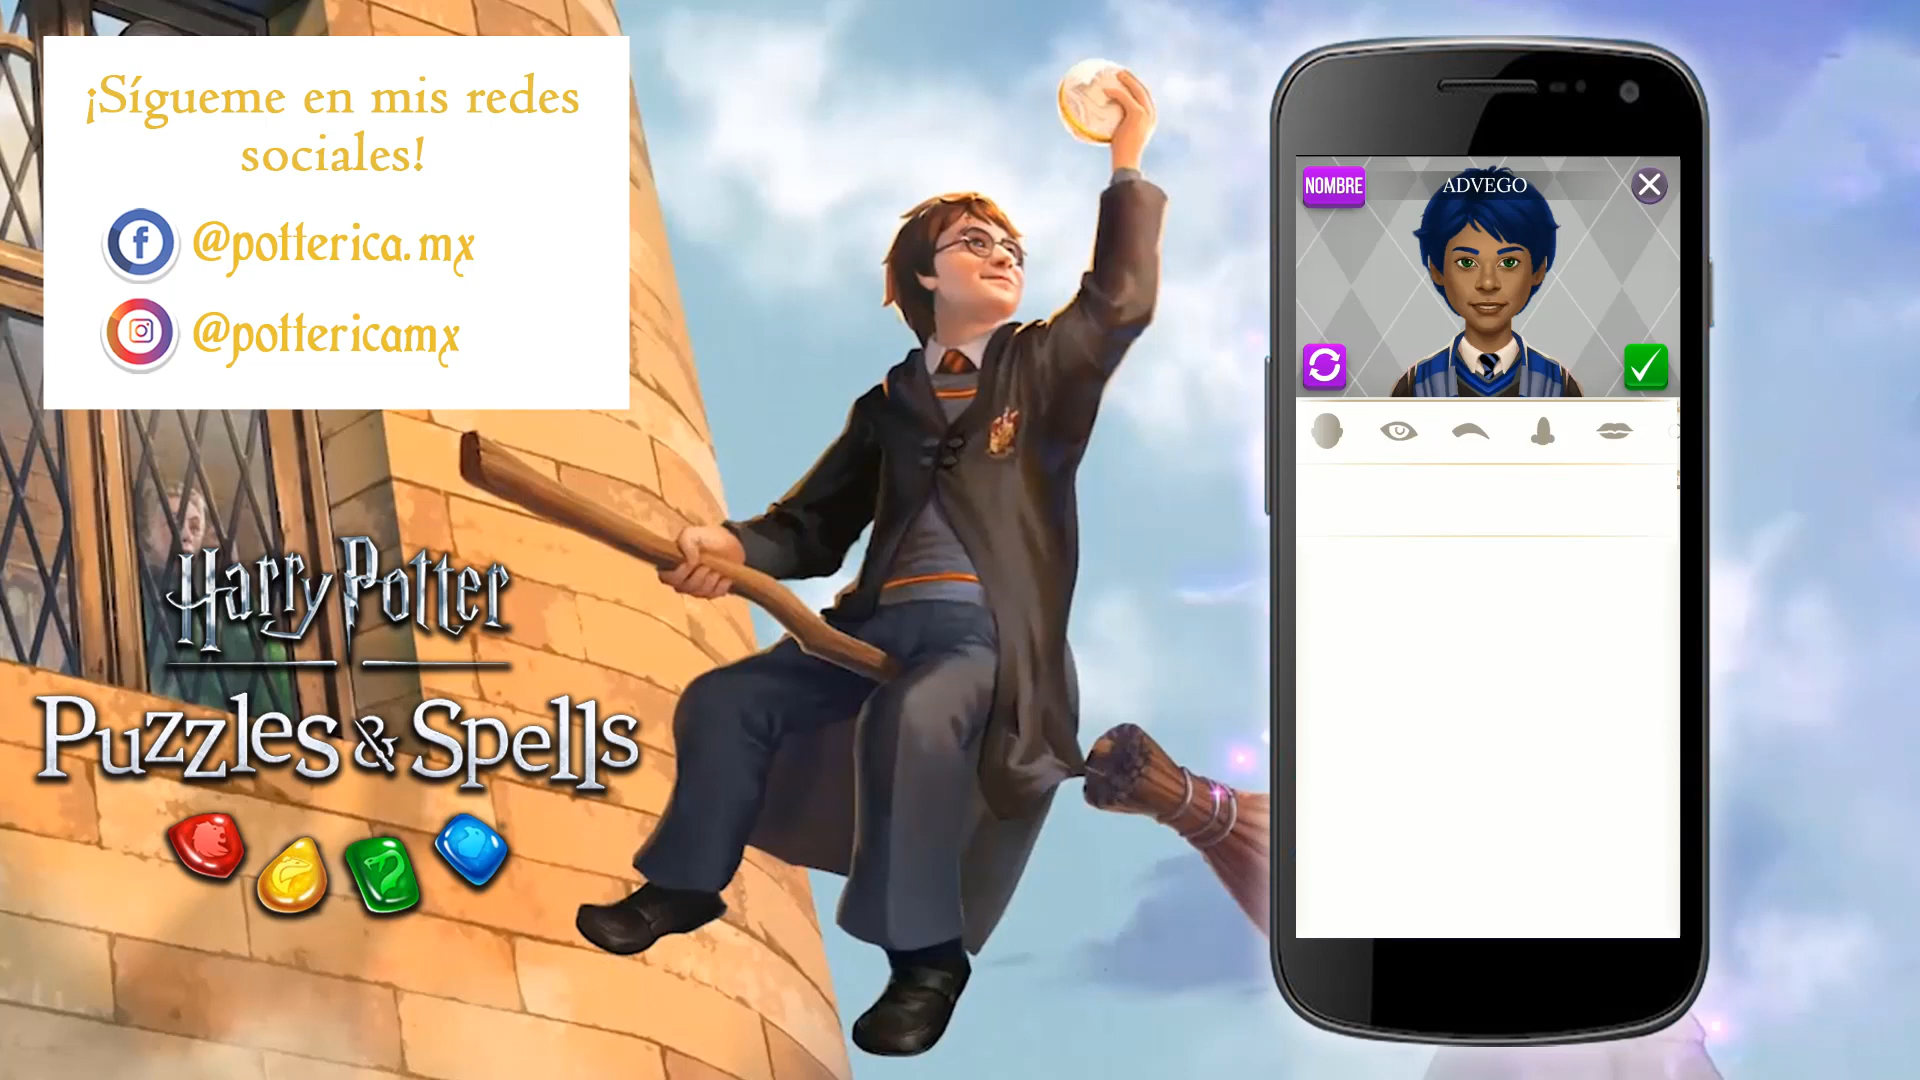 ¡Sígueme en mis redes
sociales!
@potterica.mx
@pottericamx
Harry Potter
Puzzles & Spells
NOMBRE
ADVEGO